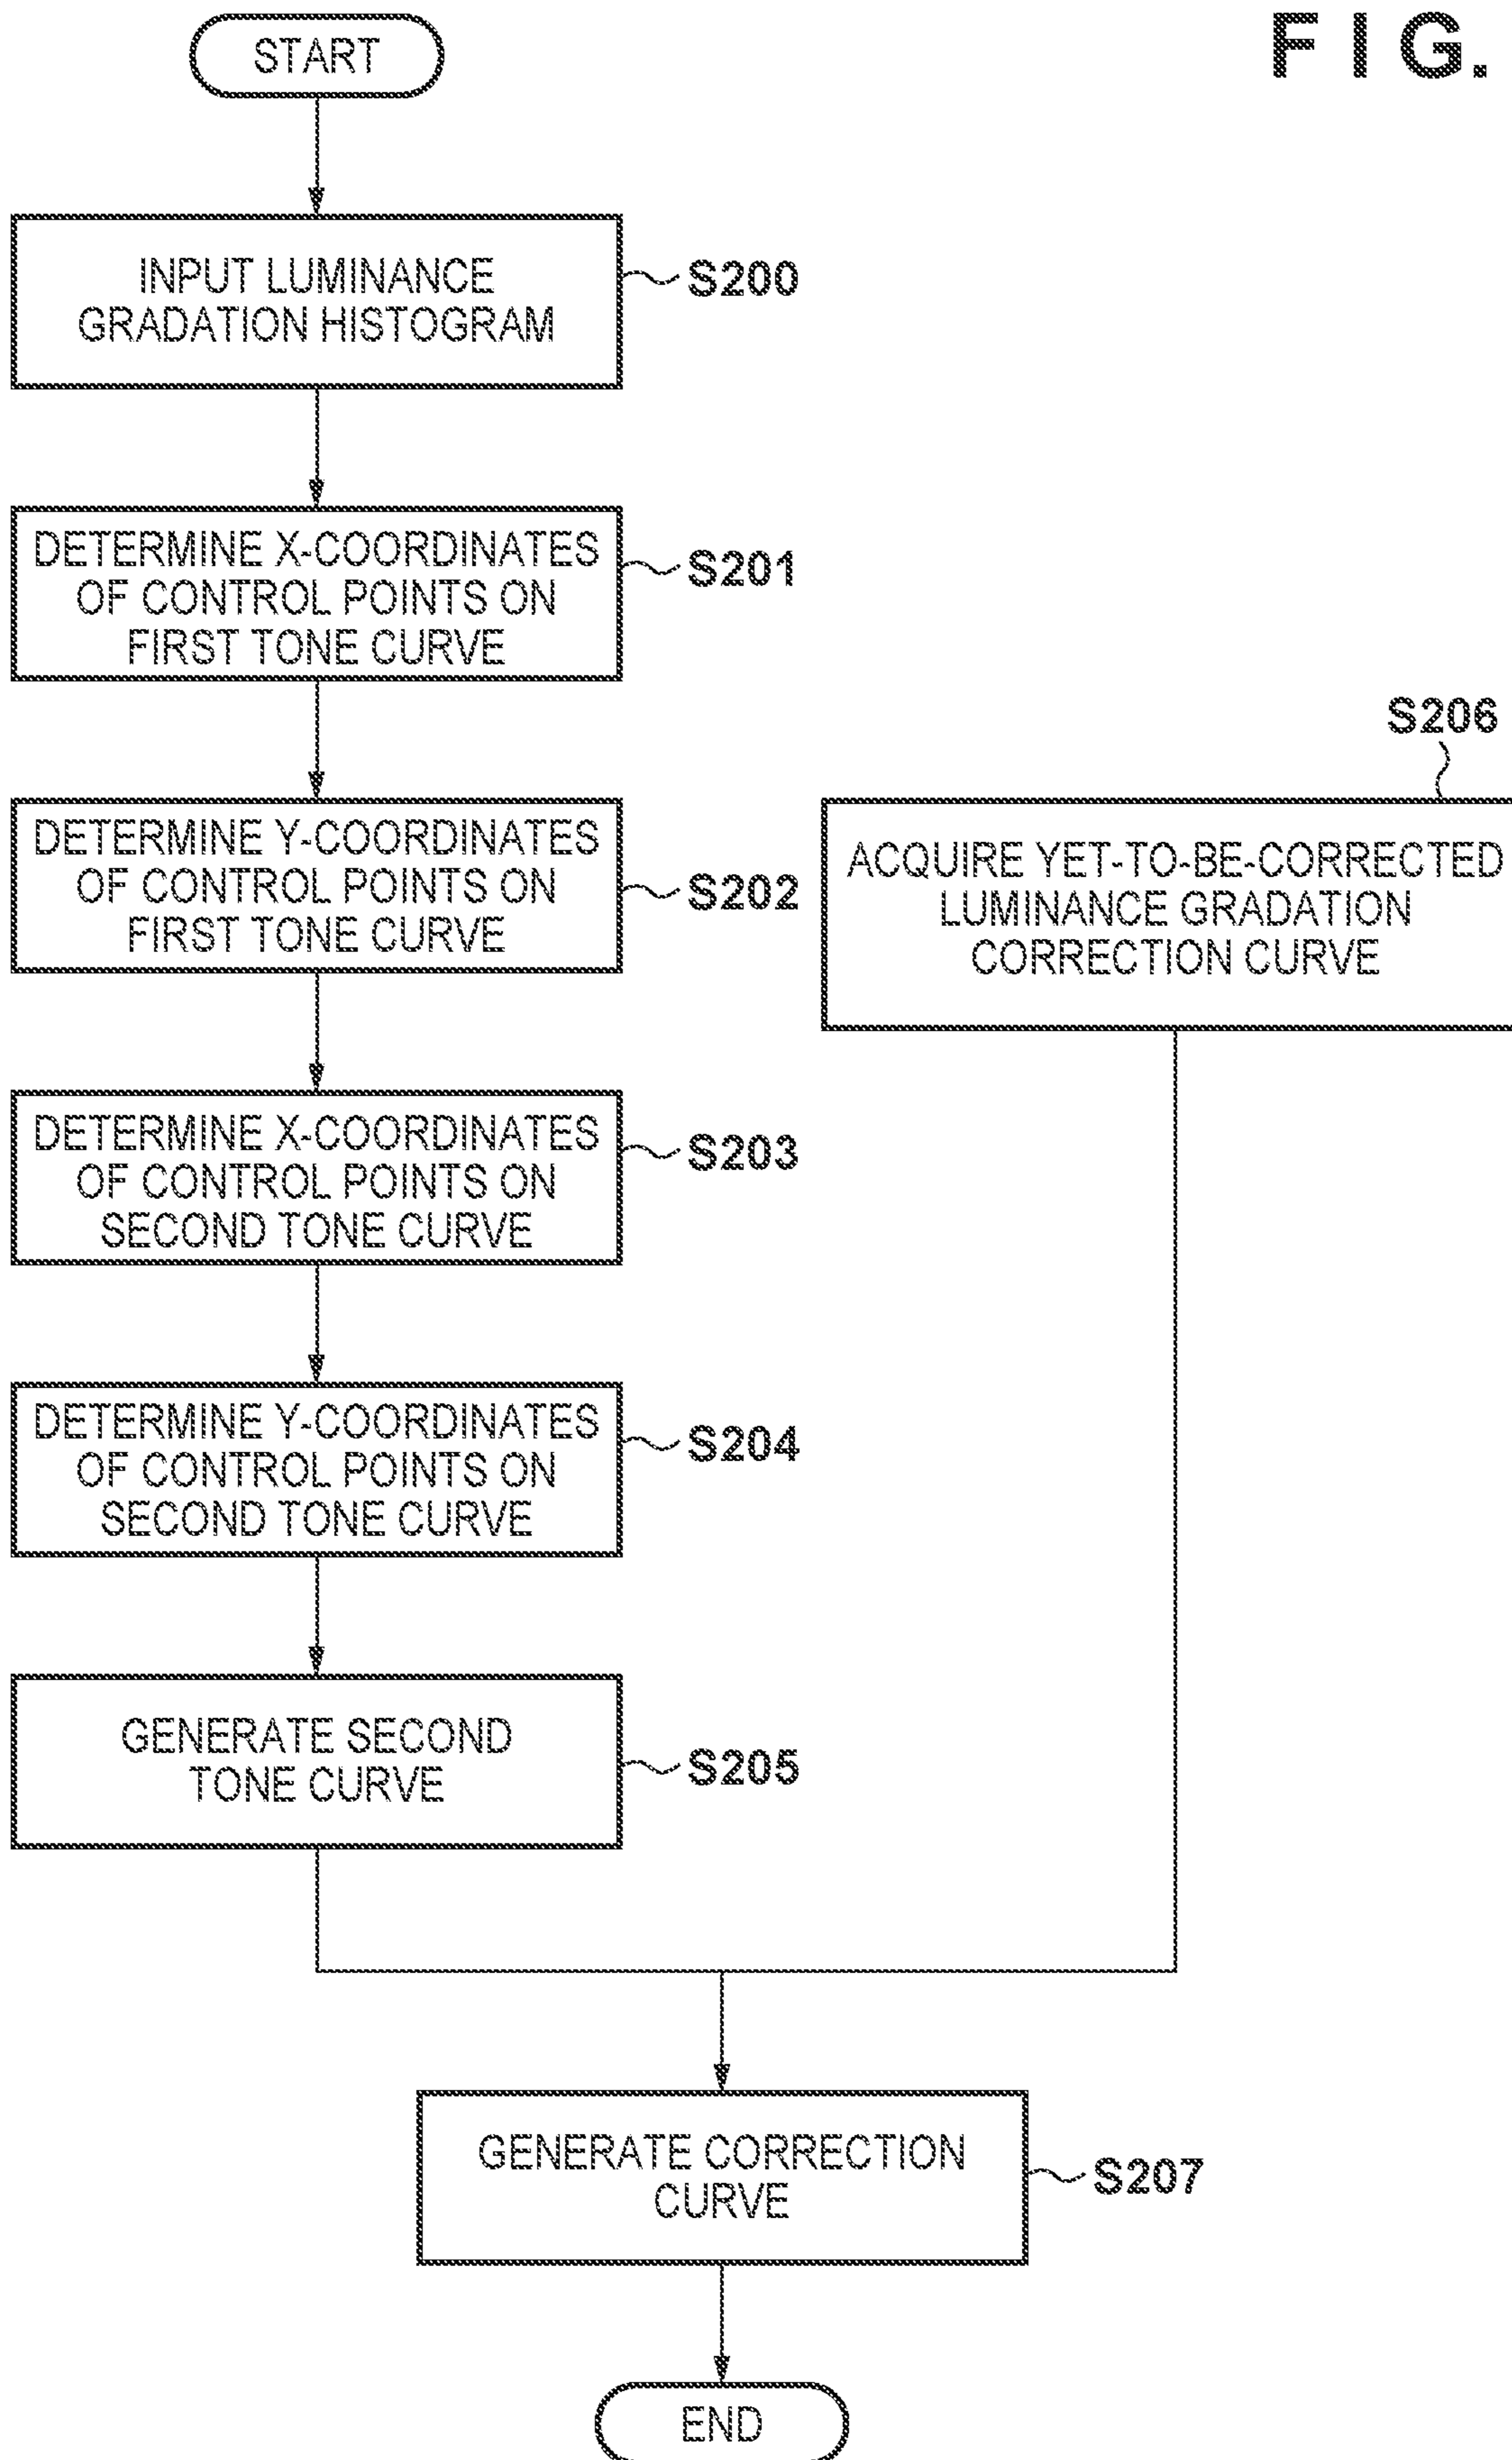 FIG.
START
INPUT LUMINANCE
GRADATION HISTOGRAM
S200
DETERMINE X-COORDINATES
OF CONTROL POINTS ON
FIRST TONE CURVE
S201
DETERMINE Y-COORDINATES
OF CONTROL POINTS ON
FIRST TONE CURVE
S202
S206
ACQUIRE YET-TO-BE-CORRECTED
LUMINANCE GRADATION
CORRECTION CURVE
DETERMINE X-COORDINATES
OF CONTROL POINTS ON
SECOND TONE CURVE
S203
DETERMINE Y-COORDINATES
OF CONTROL POINTS ON
SECOND TONE CURVE
S204
GENERATE SECOND
TONE CURVE
S205
GENERATE CORRECTION
CURVE
S207
END